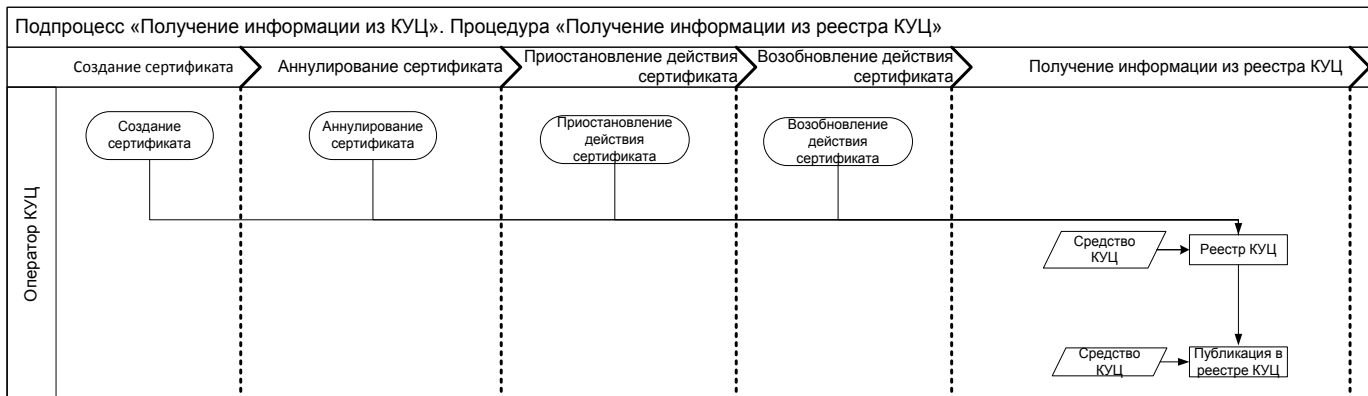 Подпроцесс «Получение информации из КУЦ». Процедура «Получение информации из реестра КУЦ»
Создание сертификата
Аннулирование сертификата
Приостановление действия
сертификата
Возобновление действия
сертификата
Получение информации из реестра КУЦ
Оператор КУЦ
Создание
сертификата
Аннулирование
сертификата
Приостановление
действия
сертификата
Возобновление
действия
сертификата
Средство
КУЦ
Реестр КУЦ
Средство
КУЦ
Публикация в
реестре КУЦ